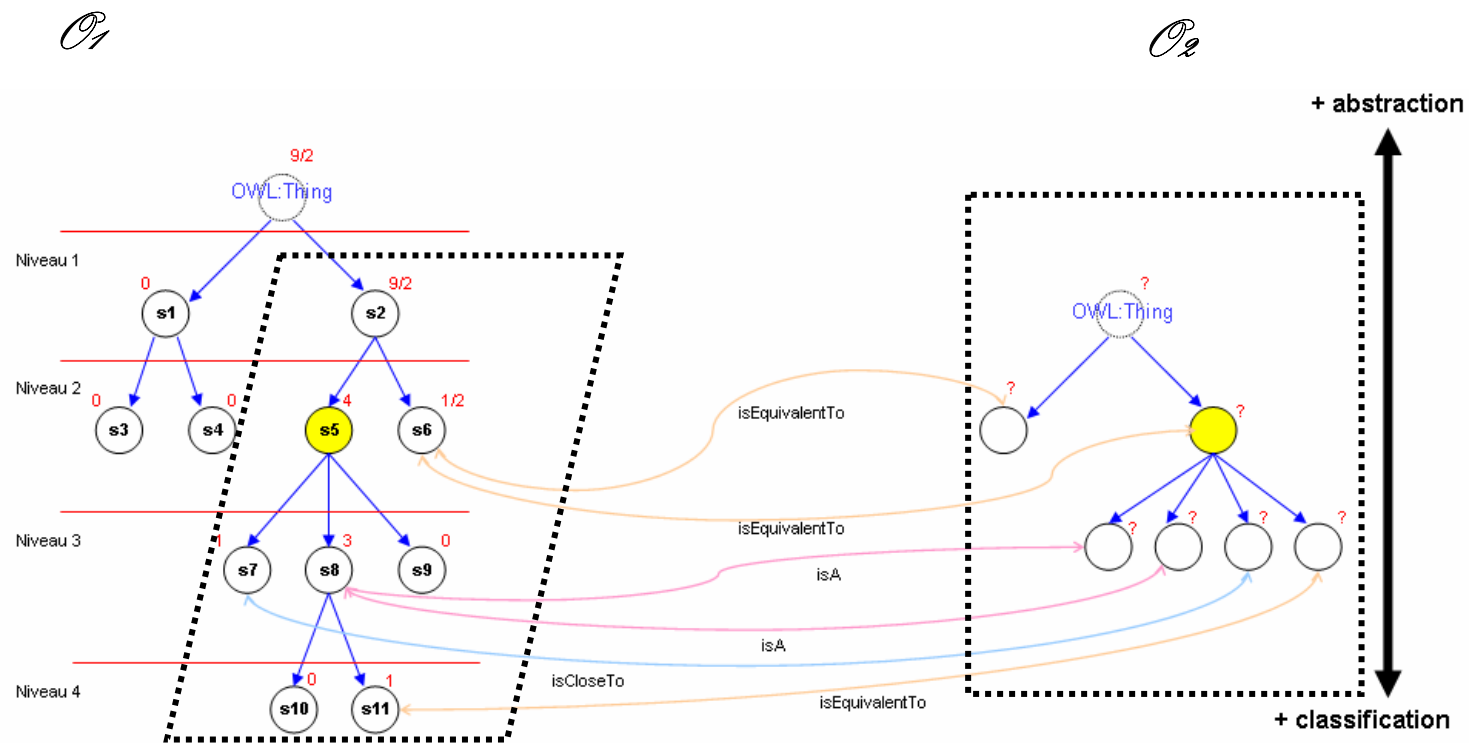 O1
O2
+ abstraction
9/2
OWL:Thing
Niveau 1
0
9/2
?
s1
s2
OWL:Thing
Niveau 2
0
0
4
1/2
?
?
isEquivalentTo
s3
s4
s5
s6
isEquivalentTo
Niveau 3
1
3
0
?
?
?
?
s7
s8
s9
isA
isA
Niveau 4
0
1
isCloseTo
s10
s11
isEquivalentTo
+ classification